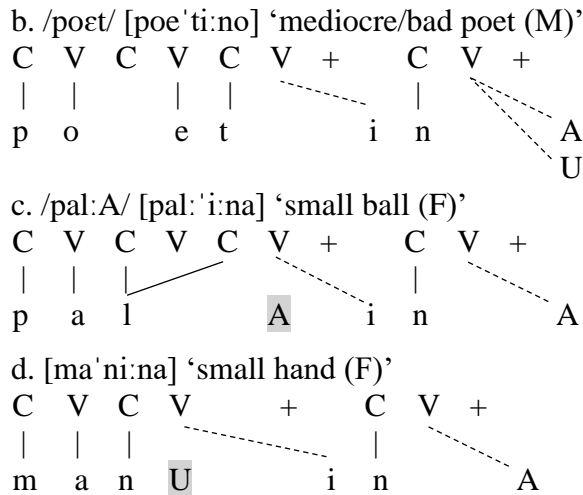 b. /poɛt/ [poeˈtiːno] ‘mediocre/bad poet (M)’
C V C V C V + C V +
| | | | |
p o e t i n A
U
c. /palːA/ [palːˈiːna] ‘small ball (F)’
C V C V C V + C V +
| | | |
p a l A i n A
d. [maˈniːna] ‘small hand (F)’
C V C V + C V +
| | | |
m a n U i n A